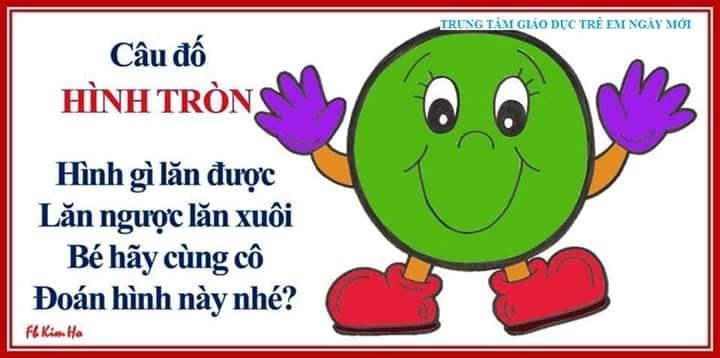 TRUNG TÂM GIÁO DỤC TRẺ EM NGÀY MỚI
Câu đố
HÌNH TRÒN
Hình gì lăn được
Lăn ngược lăn xuôi
Bé hãy cùng cô
Đoán hình này nhé?
Fb Kim Ha